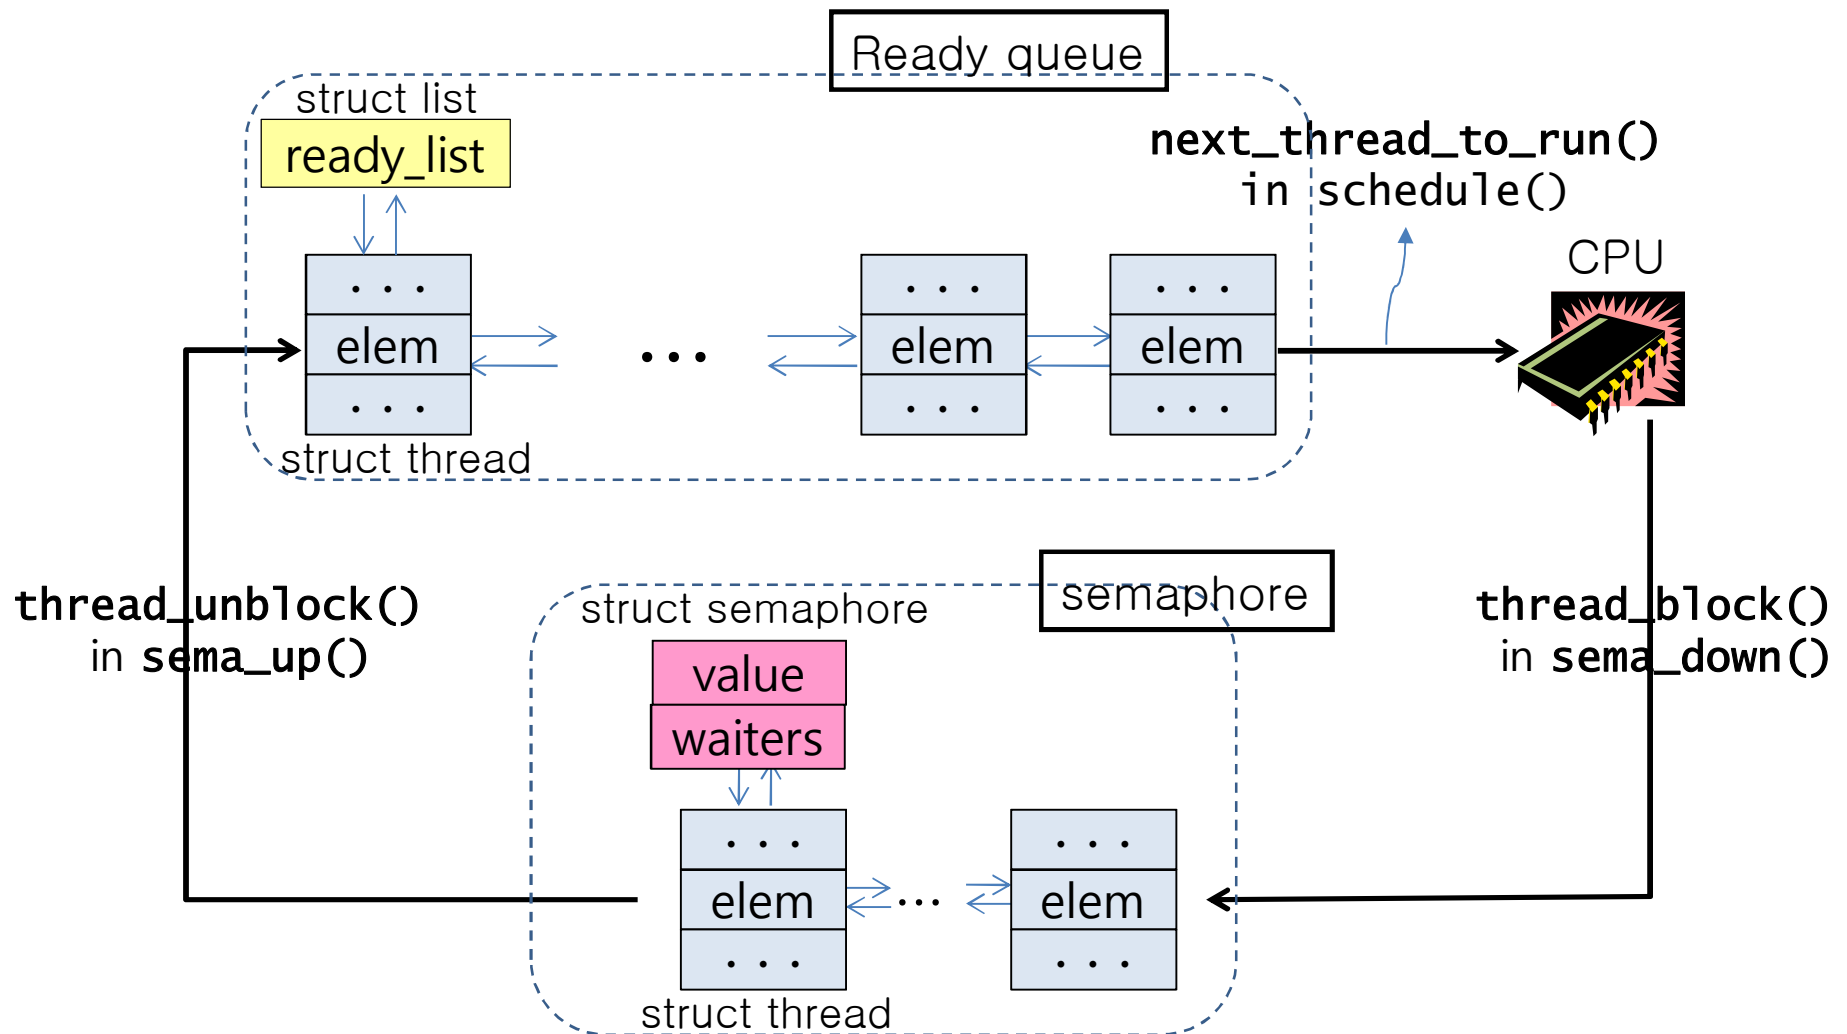 Ready queue
struct list
ready_list
next_thread_to_run()
in schedule()
CPU
• • •
elem
• • •
• • •
• • •
elem
• • •
• • •
elem
• • •
struct thread
thread_unblock()
in sema_up()
semaphore
struct semaphore
value
waiters
thread_block()
in sema_down()
• • •
elem
• • •
• • •
• • •
elem
• • •
struct thread